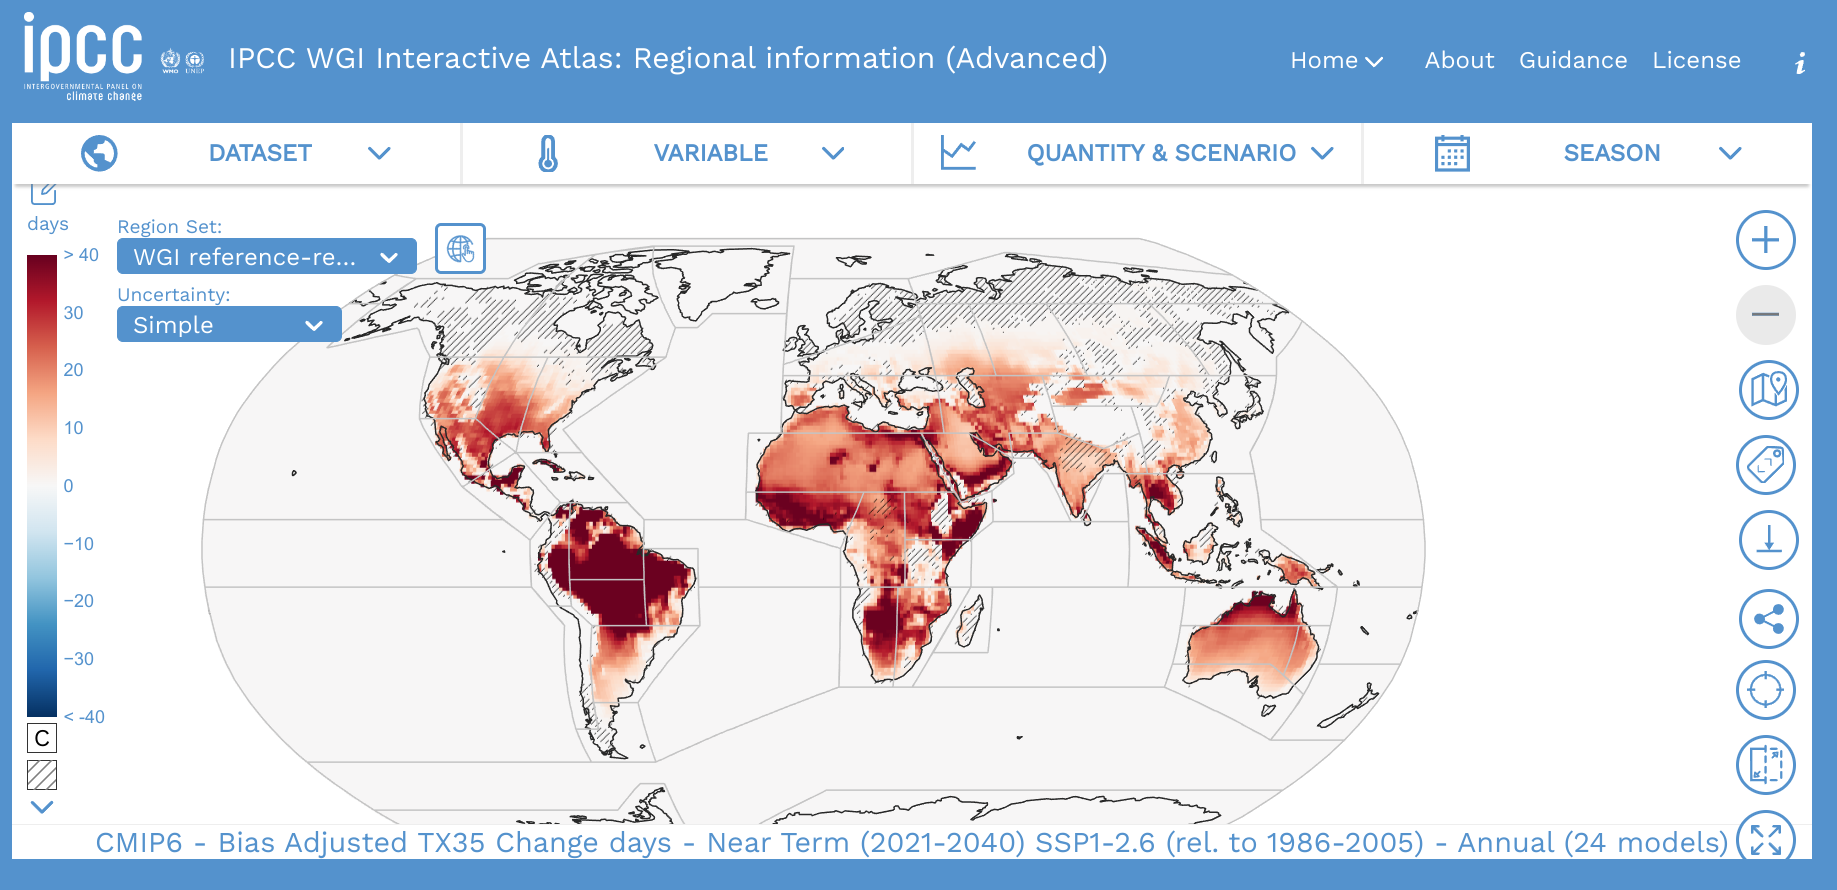 ipcc
INTERGOVERNMENTAL PANEL ON
climate change
WMO
UNEP
IPCC WGI Interactive Atlas: Regional information (Advanced)
Home
About
Guidance
License
i
DATASET
VARIABLE
QUANTITY & SCENARIO
SEASON
days
> 40
30
20
10
0
−10
−20
−30
< -40
C
Region Set:
WGI reference-re...
Uncertainty:
Simple
CMIP6 - Bias Adjusted TX35 Change days - Near Term (2021-2040) SSP1-2.6 (rel. to 1986-2005) - Annual (24 models)